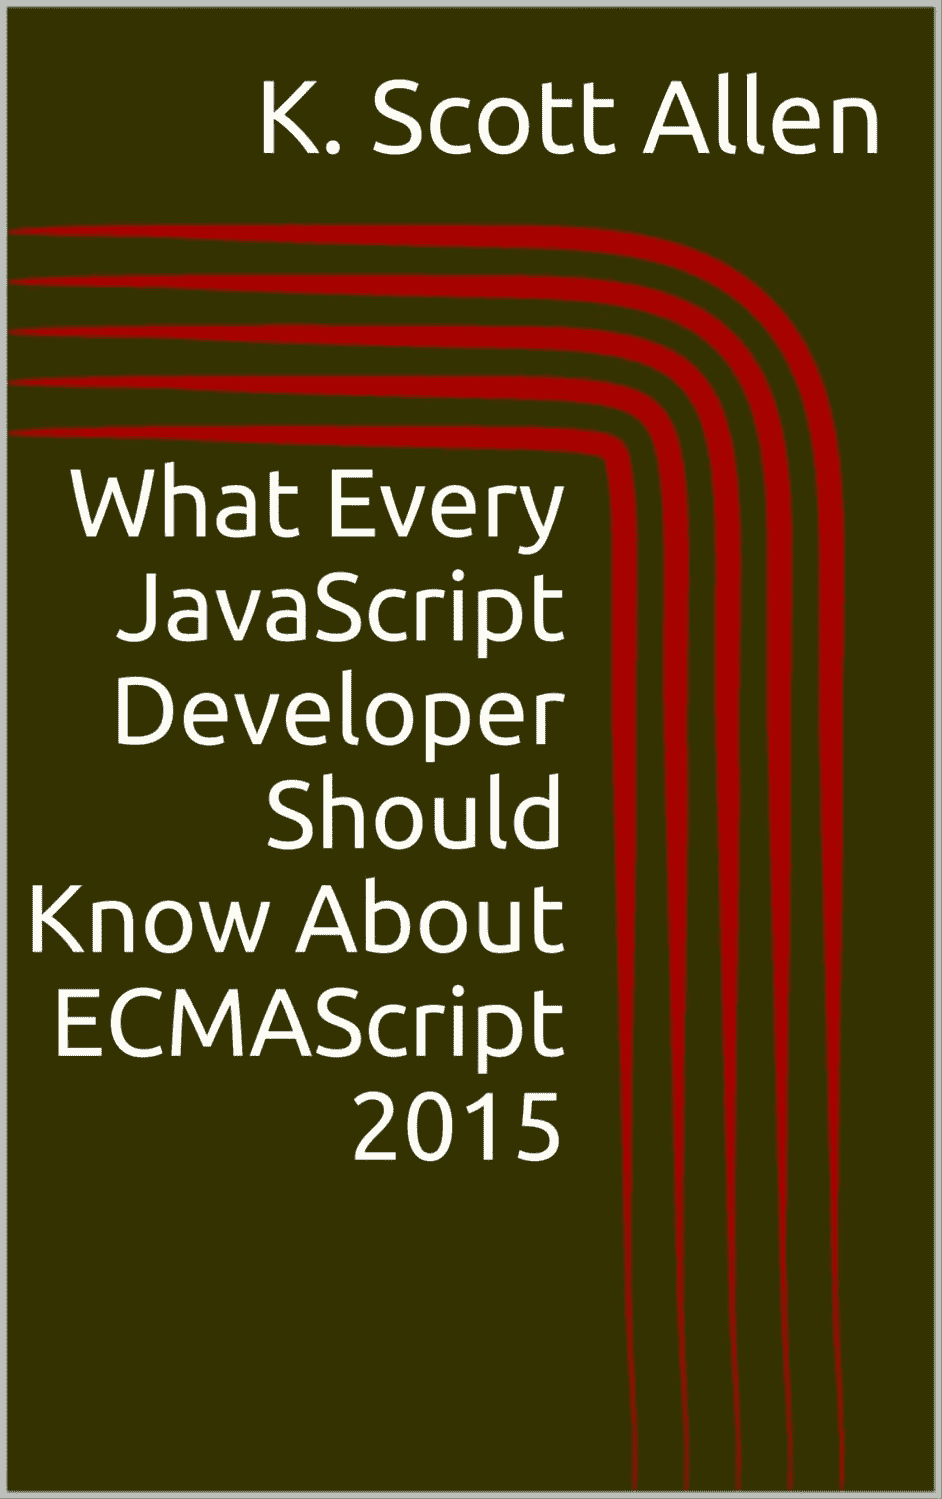 K. Scott Allen
What Every
JavaScript
Developer
Should
Know About
ECMAScript
2015